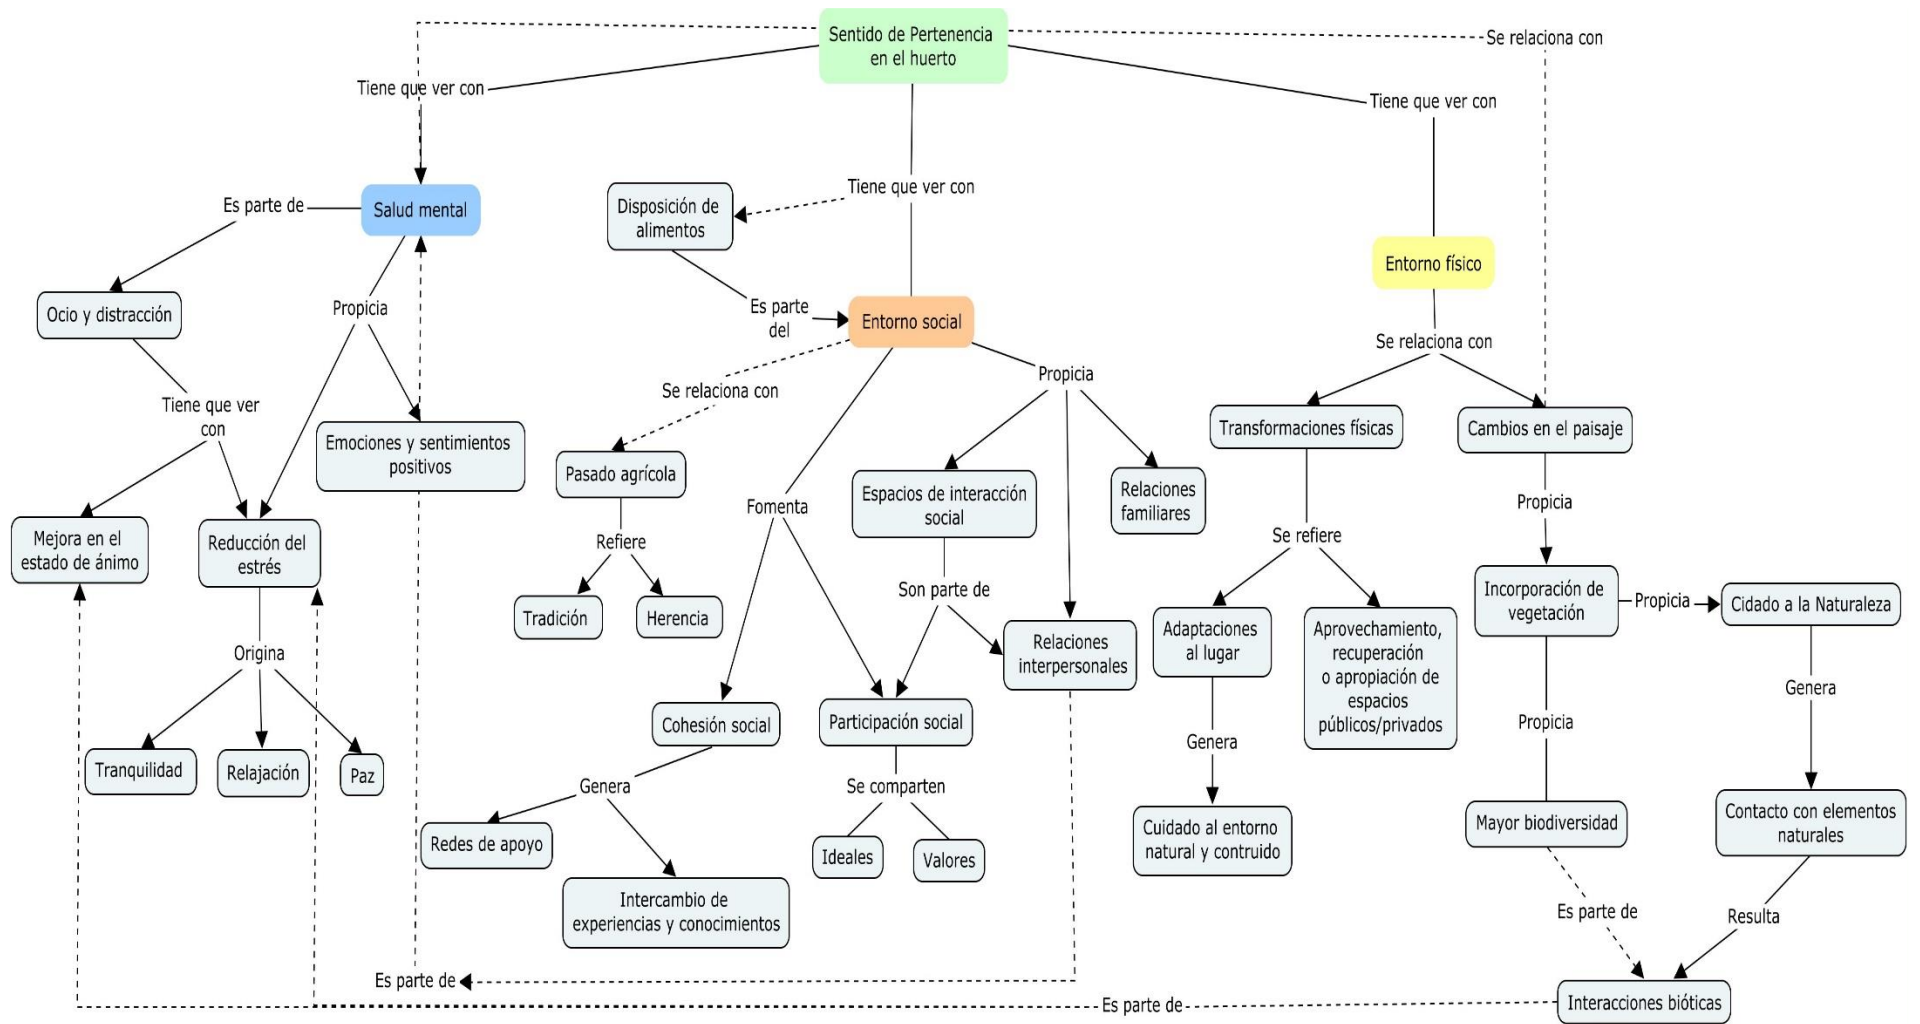 Sentido de Pertenencia
en el huerto
Se relaciona con
Tiene que ver con
Tiene que ver con
Tiene que ver con
Salud mental
Es parte de
Ocio y distracción
Propicia
Tiene que ver
con
Emociones y sentimientos
positivos
Mejora en el
estado de ánimo
Reducción del
estrés
Origina
Tranquilidad
Relajación
Paz
Disposición de
alimentos
Es parte
del
Entorno social
Se relaciona con
Pasado agrícola
Refiere
Tradición
Herencia
Fomenta
Propicia
Espacios de interacción
social
Relaciones
familiares
Son parte de
Relaciones
interpersonales
Cohesión social
Participación social
Genera
Redes de apoyo
Intercambio de
experiencias y conocimientos
Se comparten
Ideales
Valores
Es parte de
Entorno físico
Se relaciona con
Transformaciones físicas
Cambios en el paisaje
Se refiere
Adaptaciones
al lugar
Aprovechamiento,
recuperación
o apropiación de
espacios
públicos/privados
Genera
Cuidado al entorno
natural y contruido
Propicia
Incorporación de
vegetación
Propicia
Cidado a la Naturaleza
Propicia
Genera
Mayor biodiversidad
Contacto con elementos
naturales
Es parte de
Resulta
Interacciones bióticas
Es parte de